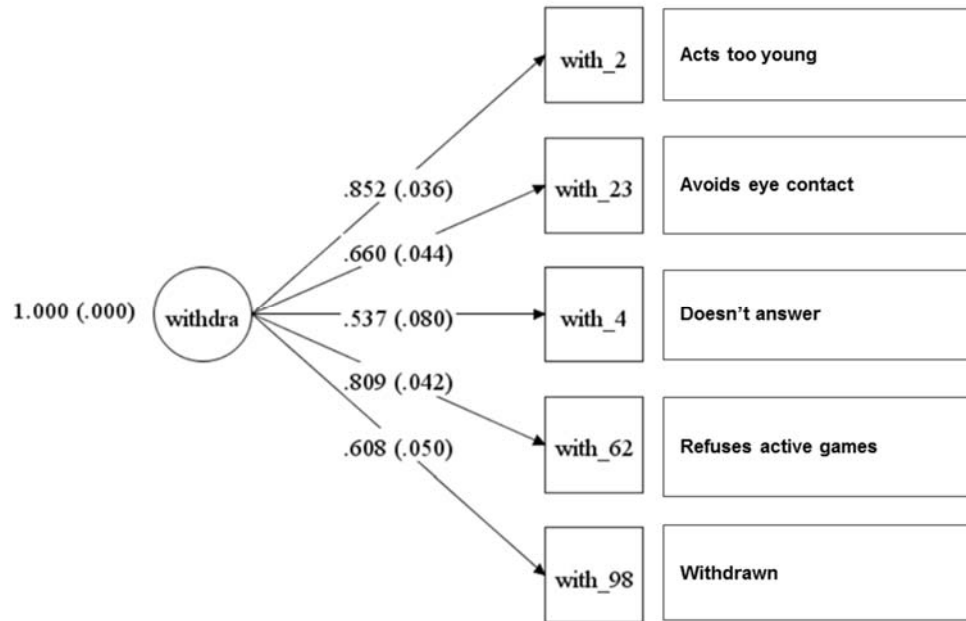 with_2 Acts too young
.852 (.036)
with_23 Avoids eye contact
.660 (.044)
1.000 (.000) withdra .537 (.080) with_4 Doesn't answer
.809 (.042)
with_62 Refuses active games
.608 (.050)
with_98 Withdrawn